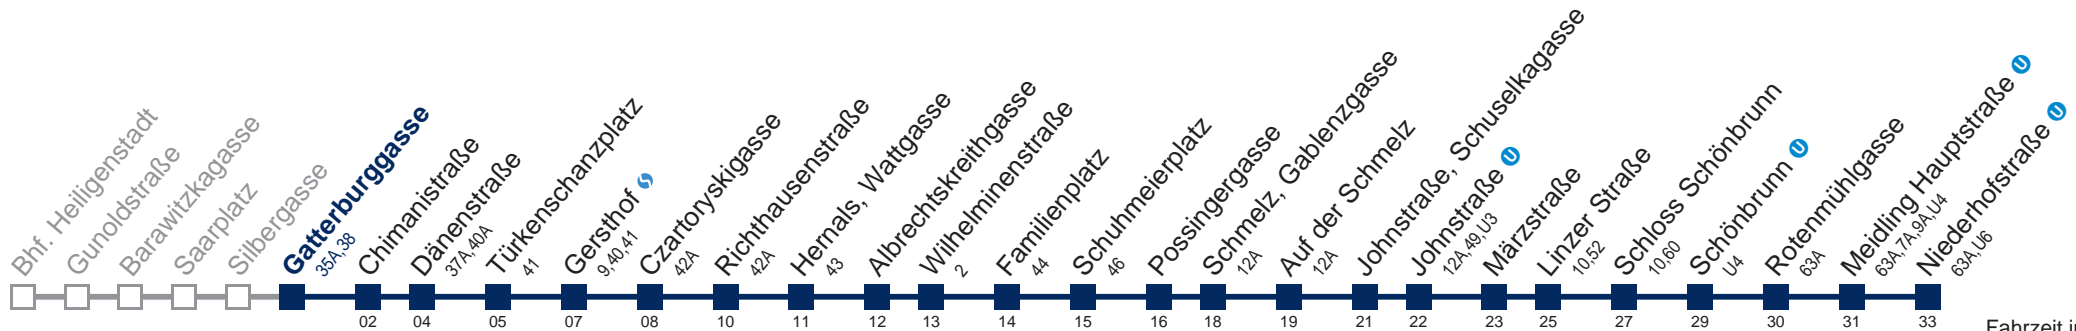 Bhf. Heiligenstadt
Gunoldstraße
Barawitzkagasse
Saarplatz
Silbergasse
Gatterburggasse
35A,38
Chimanistraße
Dänenstraße
37A,40A
Türkenschanzplatz
41
Gersthof S
9,40,41
Czartoryskigasse
42A
Richthausenstraße
42A
Hernals, Wattgasse
43
Albrechtskreithgasse
Wilhelminenstraße
2
Familienplatz
44
Schuhmeierplatz
46
Possingergasse
Schmelz, Gablenzgasse
12A
Auf der Schmelz
12A
Johnstraße, Schuselkagasse
Johnstraße U
12A,49,U3
Märzstraße
Linzer Straße
10,52
Schloss Schönbrunn
10,60
Schönbrunn U
U4
Rotenmühlgasse
63A
Meidling Hauptstraße U
63A,7A,9A,U4
Niederhofstraße U
63A,U6
02 04 05 07 08 10 11 12 13 14 15 16 18 19 21 22 23 25 27 29 30 31 33
Fahrzeit i